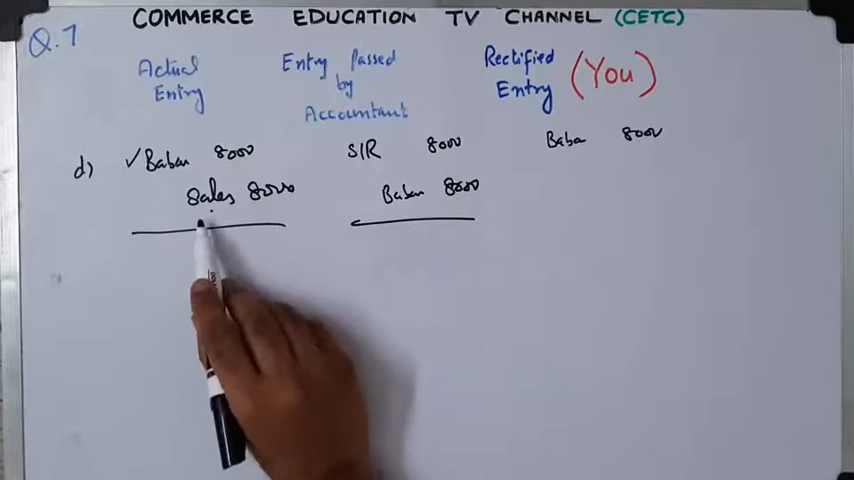 COMMERCE EDUCATION TV CHANNEL (CETC)
Q.7
Actual
Entry
Entry Passed
by
Accountant
Rectified
Entry
(You)
d) ✓Baban 8000 S/R 8000 Baban 8000
Sales 8000 Baban 8000